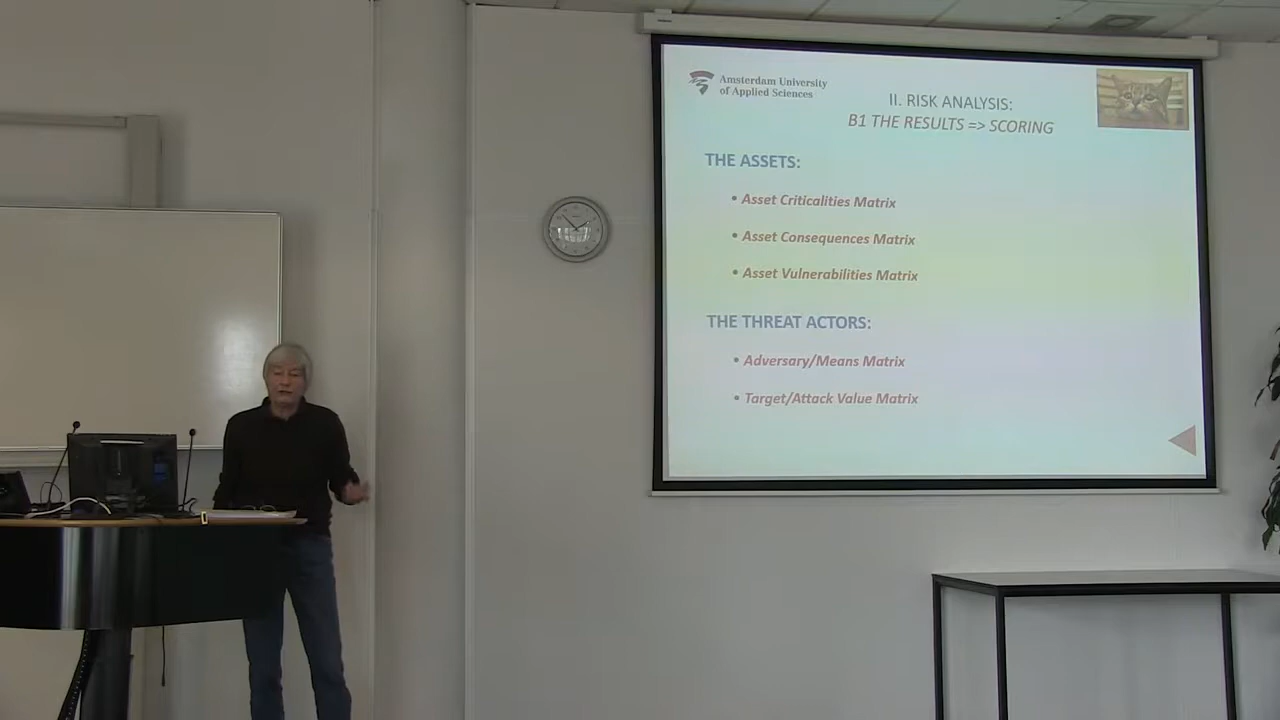 Amsterdam University
of Applied Sciences
II. RISK ANALYSIS:
B1 THE RESULTS => SCORING
THE ASSETS:
• Asset Criticalities Matrix
• Asset Consequences Matrix
• Asset Vulnerabilities Matrix
THE THREAT ACTORS:
• Adversary/Means Matrix
• Target/Attack Value Matrix